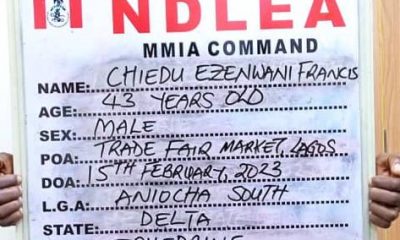 NDLEA
MMIA COMMAND
NAME: CHIEDU EZENWANI FRANCIS
AGE: 43 YEARS OLD
SEX: MALE
POA: TRADE FAIR MARKET, LAGOS
DOA: 15TH FEBRUARY, 2023
L.G.A: ANIOCHA SOUTH
STATE: DELTA